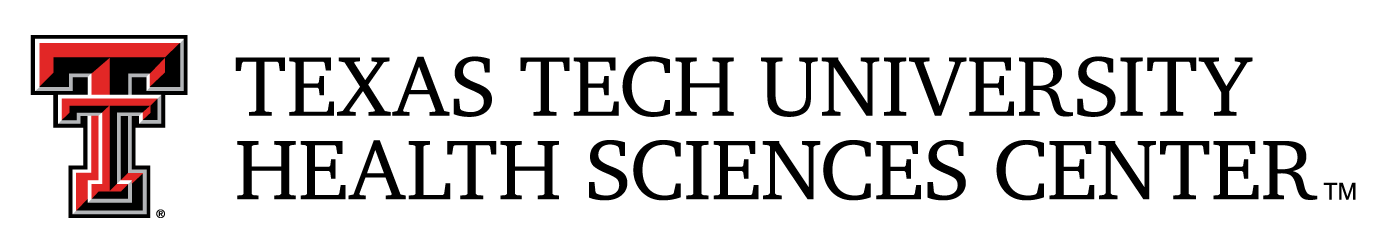 TEXAS TECH UNIVERSITY
HEALTH SCIENCES CENTER™
®